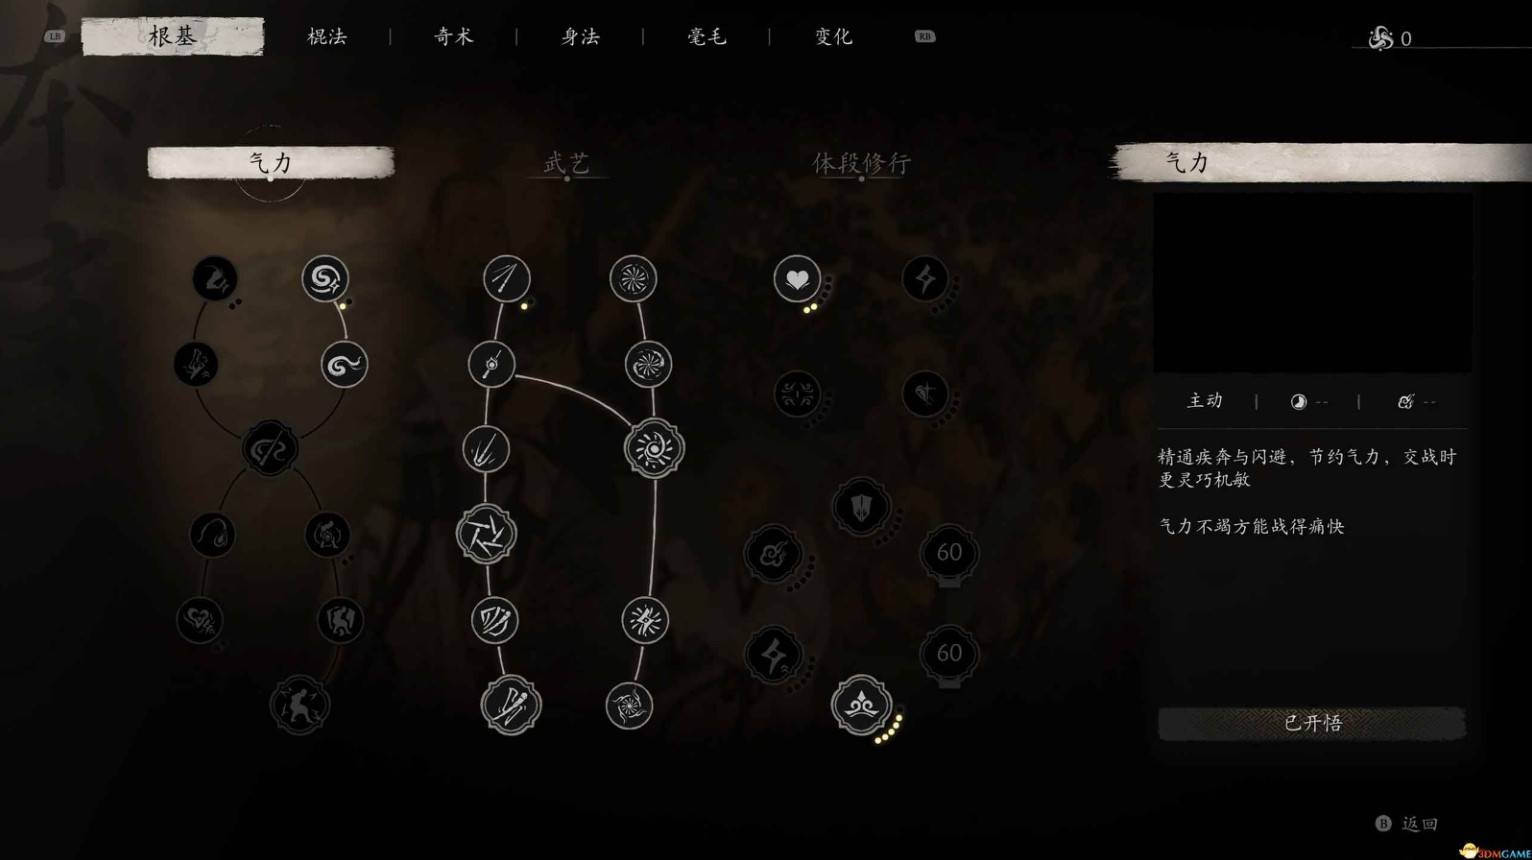 LB 根基 棍法 奇术 身法 毫毛 变化 RB 0
气力 武艺 体段修行 气力
主动 -- --
精通疾奔与闪避，节约气力，交战时
更灵巧机敏
气力不竭方能战得痛快
60
60
已开悟
B 返回
3DMGAME